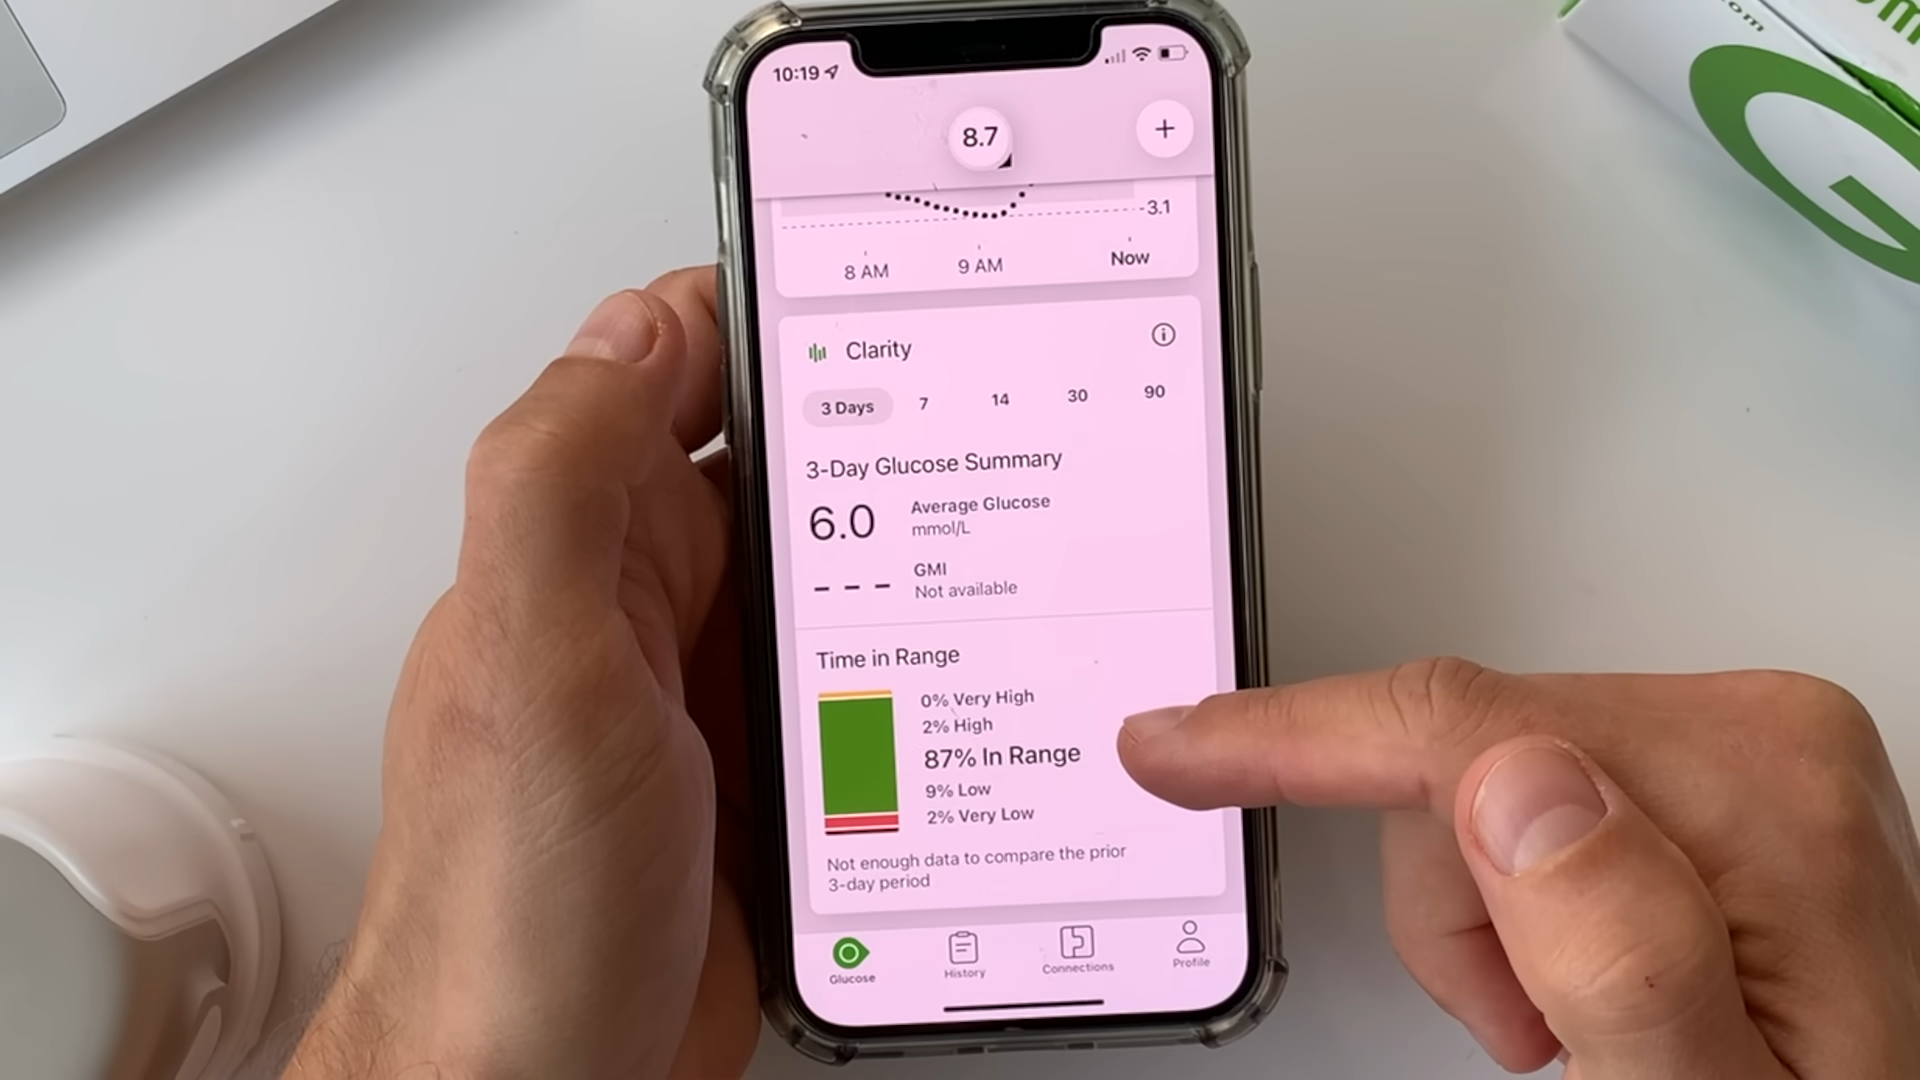 10:19
8.7
+
3.1
8 AM 9 AM Now
Clarity
3 Days 7 14 30 90
3-Day Glucose Summary
6.0 Average Glucose
mmol/L
- - - GMI
Not available
Time in Range
0% Very High
2% High
87% In Range
9% Low
2% Very Low
Not enough data to compare the prior
3-day period
Glucose History Connections Profile
om
om
G